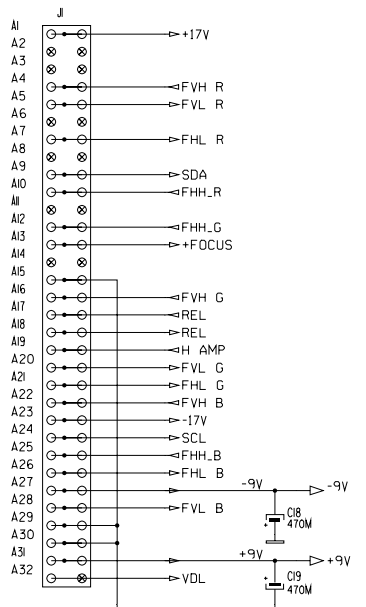 J1
A1 +17V
A2
A3
A4 FVH R
A5 FVL R
A6
A7 FHL R
A8
A9 SDA
A10 FHH_R
A11
A12 FHH_G
A13 +FOCUS
A14
A15
A16 FVH G
A17 REL
A18 REL
A19 H AMP
A20 FVL G
A21 FHL G
A22 FVH B
A23 -17V
A24 SCL
A25 FHH_B
A26 FHL B
A27 -9V -9V
A28 FVL B
C18
+ 470M
A29
A30
A31 +9V +9V
A32 VDL
C19
+ 470M